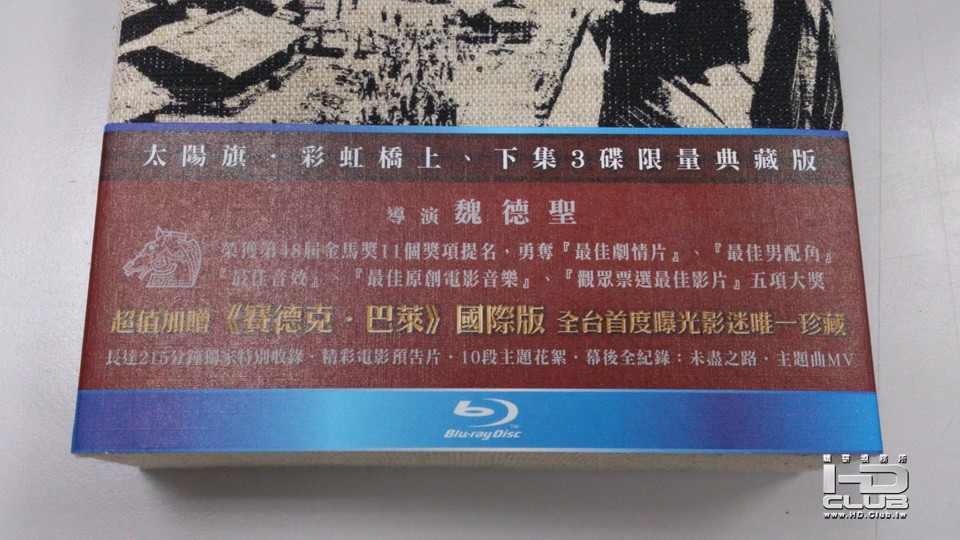 太陽旗・彩虹橋上、下集3碟限量典藏版
導演 魏德聖
榮獲第48屆金馬獎11個獎項提名，勇奪『最佳劇情片』、『最佳男配角』
『最佳音效』、『最佳原創電影音樂』、『觀眾票選最佳影片』五項大獎
超值加贈《賽德克・巴萊》國際版 全台首度曝光影迷唯一珍藏
長達215分鐘獨家特別收錄・精彩電影預告片・10段主題花絮・幕後全紀錄：未盡之路・主題曲MV
Blu-ray Disc
精研視務所
HD CLUB
www.HD.Club.tw